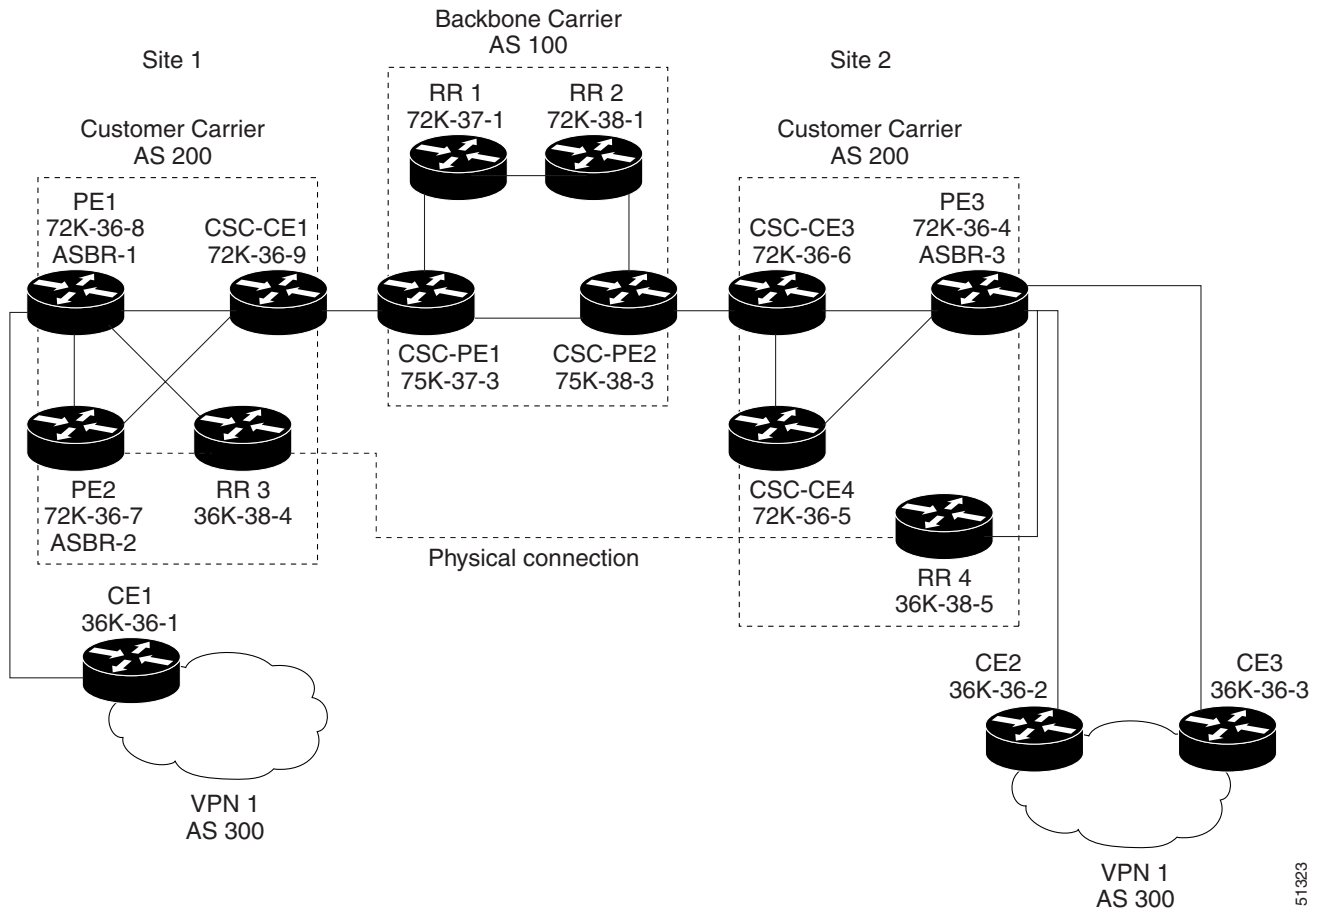 Backbone Carrier
AS 100
Site 1
Site 2
RR 1
72K-37-1
RR 2
72K-38-1
Customer Carrier
AS 200
Customer Carrier
AS 200
PE1
72K-36-8
ASBR-1
CSC-CE1
72K-36-9
CSC-CE3
72K-36-6
PE3
72K-36-4
ASBR-3
CSC-PE1
75K-37-3
CSC-PE2
75K-38-3
PE2
72K-36-7
ASBR-2
RR 3
36K-38-4
CSC-CE4
72K-36-5
Physical connection
RR 4
36K-38-5
CE1
36K-36-1
CE2
36K-36-2
CE3
36K-36-3
VPN 1
AS 300
VPN 1
AS 300
51323